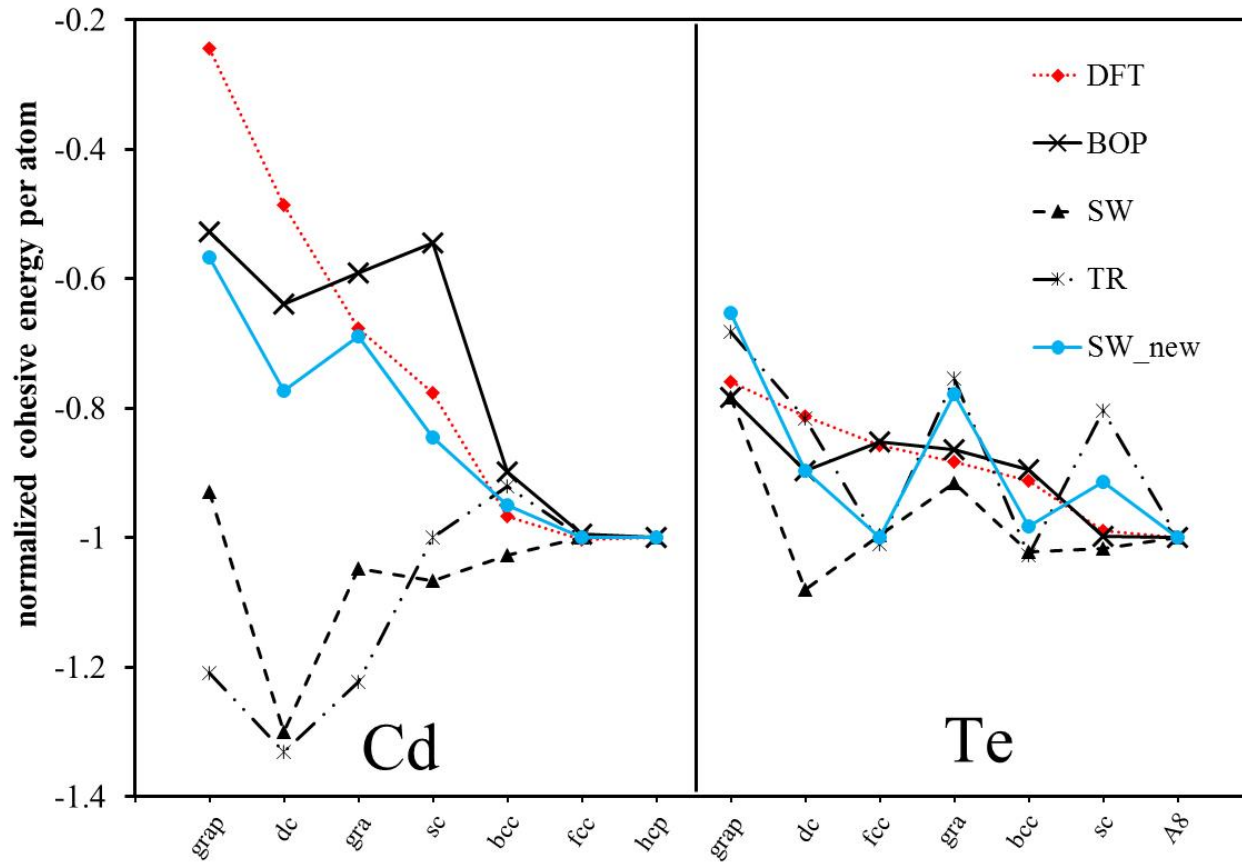 normalized cohesive energy per atom
-0.2
-0.4
-0.6
-0.8
-1
-1.2
-1.4
DFT
BOP
SW
TR
SW_new
Cd
Te
grap dc gra sc bcc fcc hcp grap dc fcc gra bcc sc A8